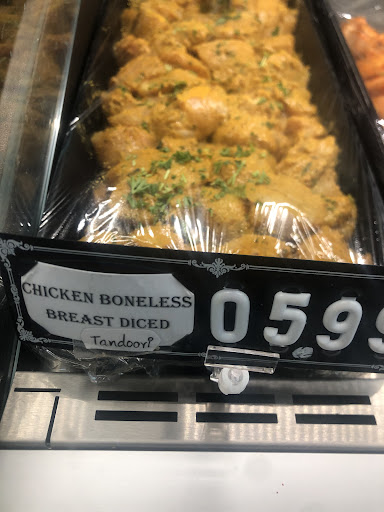 CHICKEN BONELESS
BREAST DICED
Tandoori
05.99